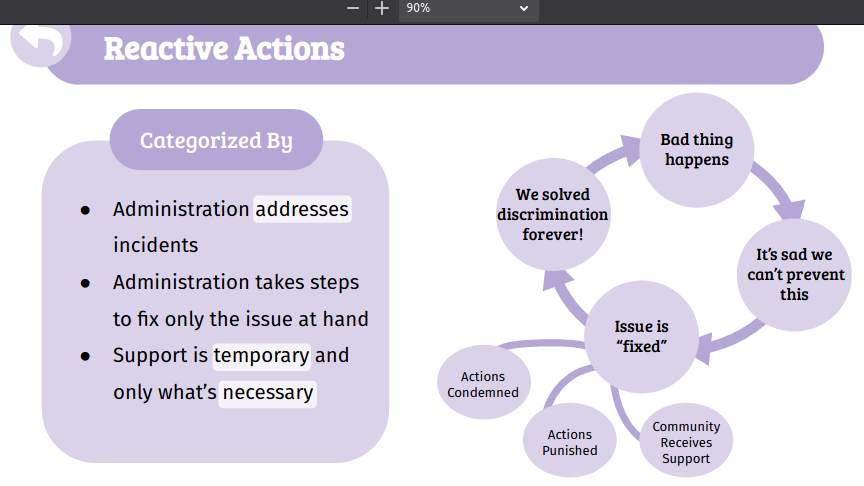 90%
Reactive Actions
Categorized By
● Administration addresses
incidents
● Administration takes steps
to fix only the issue at hand
● Support is temporary and
only what’s necessary
Bad thing
happens
It’s sad we
can’t prevent
this
Issue is
“fixed”
Actions
Condemned
Actions
Punished
Community
Receives
Support
We solved
discrimination
forever!